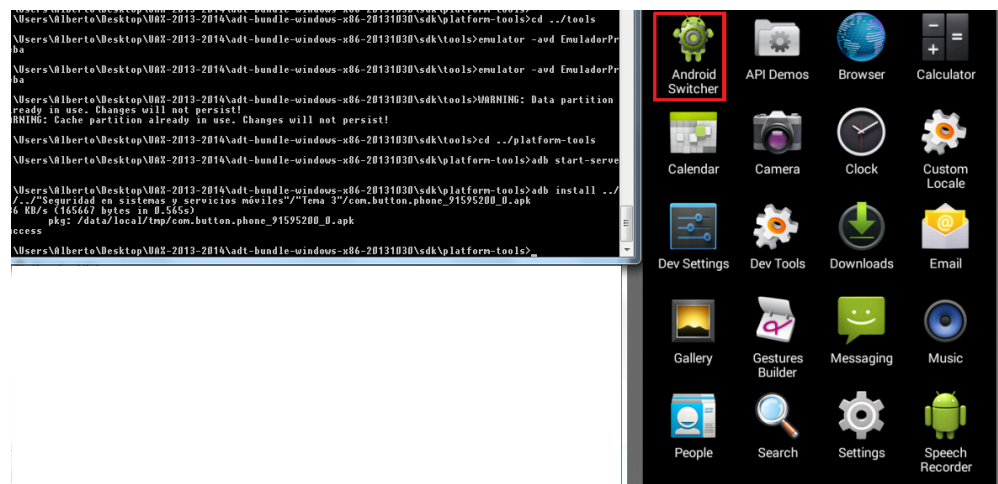 \Users\Alberto\Desktop\UAX-2013-2014\adt-bundle-windows-x86-20131030\sdk\platform-tools>
\Users\Alberto\Desktop\UAX-2013-2014\adt-bundle-windows-x86-20131030\sdk\platform-tools>cd ../tools
\Users\Alberto\Desktop\UAX-2013-2014\adt-bundle-windows-x86-20131030\sdk\tools>emulator -avd EmuladorPr
eba
\Users\Alberto\Desktop\UAX-2013-2014\adt-bundle-windows-x86-20131030\sdk\tools>emulator -avd EmuladorPr
eba
\Users\Alberto\Desktop\UAX-2013-2014\adt-bundle-windows-x86-20131030\sdk\tools>WARNING: Data partition
ready in use. Changes will not persist!
RNING: Cache partition already in use. Changes will not persist!
\Users\Alberto\Desktop\UAX-2013-2014\adt-bundle-windows-x86-20131030\sdk\tools>cd ../platform-tools
\Users\Alberto\Desktop\UAX-2013-2014\adt-bundle-windows-x86-20131030\sdk\platform-tools>adb start-serve
\Users\Alberto\Desktop\UAX-2013-2014\adt-bundle-windows-x86-20131030\sdk\platform-tools>adb install ../
/../"Seguridad en sistemas y servicios móviles"/"Tema 3"/com.button.phone_91595200_0.apk
6 KB/s (165667 bytes in 0.565s)
pkg: /data/local/tmp/com.button.phone_91595200_0.apk
ccess
\Users\Alberto\Desktop\UAX-2013-2014\adt-bundle-windows-x86-20131030\sdk\platform-tools>_
Android Switcher
API Demos
Browser
Calculator
Calendar
Camera
Clock
Custom Locale
Dev Settings
Dev Tools
Downloads
Email
Gallery
Gestures Builder
Messaging
Music
People
Search
Settings
Speech Recorder